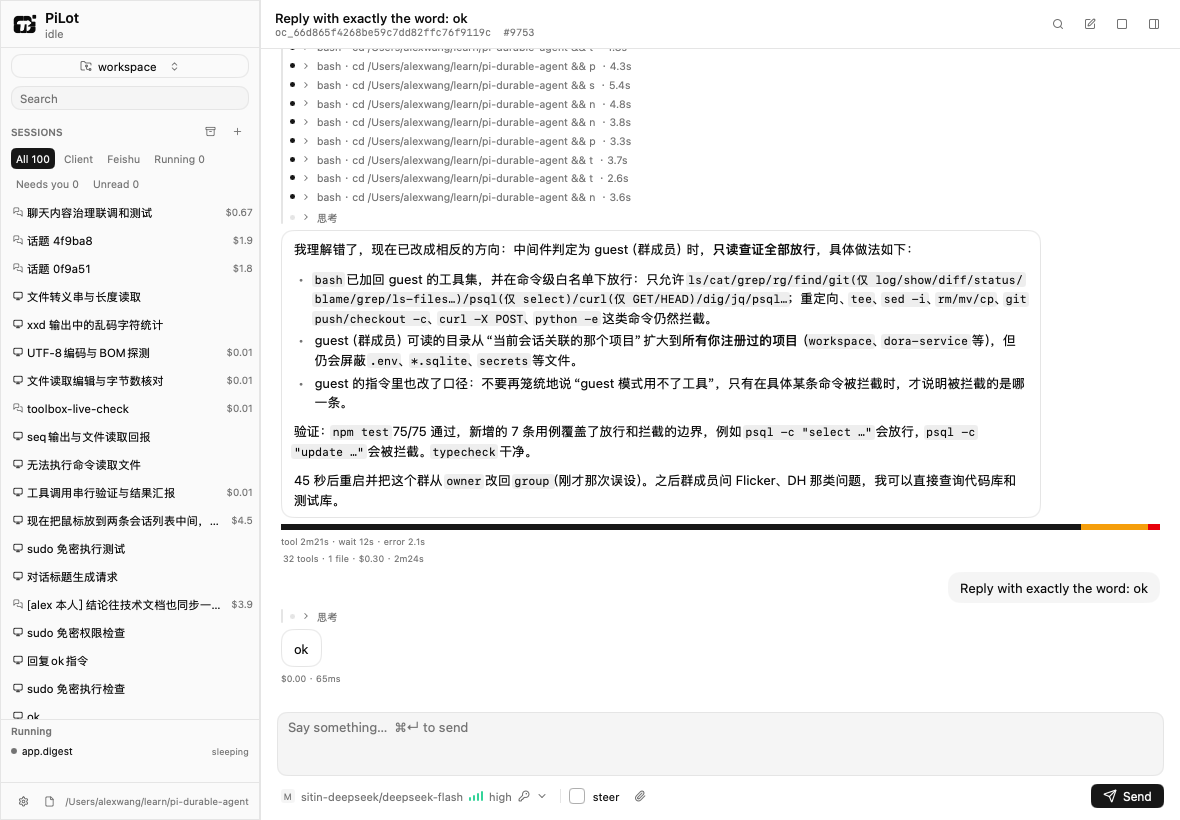 PiLot
idle
workspace
Search
SESSIONS
All 100 Client Feishu Running 0
Needs you 0 Unread 0
聊天内容治理联调和测试 $0.67
话题 4f9ba8 $1.9
话题 0f9a51 $1.8
文件转义串与长度读取
xxd 输出中的乱码字符统计
UTF-8 编码与 BOM 探测 $0.01
文件读取编辑与字节数核对 $0.01
toolbox-live-check $0.01
seq 输出与文件读取回报
无法执行命令读取文件
工具调用串行验证与结果汇报 $0.01
现在把鼠标放到两条会话列表中间，... $4.5
sudo 免密执行测试
对话标题生成请求
[alex 本人] 结论往技术文档也同步一... $3.9
sudo 免密权限检查
回复 ok 指令
sudo 免密执行检查
ok
Running
app.digest sleeping
/Users/alexwang/learn/pi-durable-agent
Reply with exactly the word: ok
oc_66d865f4268be59c7dd82ffc76f9119c #9753
bash · cd /Users/alexwang/learn/pi-durable-agent && p · 4.3s
bash · cd /Users/alexwang/learn/pi-durable-agent && s · 5.4s
bash · cd /Users/alexwang/learn/pi-durable-agent && n · 4.8s
bash · cd /Users/alexwang/learn/pi-durable-agent && n · 3.8s
bash · cd /Users/alexwang/learn/pi-durable-agent && p · 3.3s
bash · cd /Users/alexwang/learn/pi-durable-agent && t · 3.7s
bash · cd /Users/alexwang/learn/pi-durable-agent && t · 2.6s
bash · cd /Users/alexwang/learn/pi-durable-agent && n · 3.6s
思考
我理解错了，现在已改成相反的方向：中间件判定为 guest（群成员）时，只读查证全部放行，具体做法如下：
• bash 已加回 guest 的工具集，并在命令级白名单下放行：只允许 ls/cat/grep/rg/find/git(仅 log/show/diff/status/
blame/grep/ls-files…)/psql(仅 select)/curl(仅 GET/HEAD)/dig/jq/psql…；重定向、tee、sed -i、rm/mv/cp、git
push/checkout -c、curl -X POST、python -e 这类命令仍然拦截。
• guest（群成员）可读的目录从“当前会话关联的那个项目”扩大到所有你注册过的项目（workspace、dora-service 等），但
仍会屏蔽 .env、*.sqlite、secrets 等文件。
• guest 的指令里也改了口径：不要再笼统地说“guest 模式用不了工具”，只有在具体某条命令被拦截时，才说明被拦截的是哪
一条。
验证：npm test 75/75 通过，新增的 7 条用例覆盖了放行和拦截的边界，例如 psql -c "select …" 会放行，psql -c
"update …" 会被拦截。typecheck 干净。
45 秒后重启并把这个群从 owner 改回 group（刚才那次误设）。之后群成员问 Flicker、DH 那类问题，我可以直接查询代码库和
测试库。
tool 2m21s · wait 12s · error 2.1s
32 tools · 1 file · $0.30 · 2m24s
Reply with exactly the word: ok
思考
ok
$0.00 · 65ms
Say something... ⌘↵ to send
M sitin-deepseek/deepseek-flash high steer Send